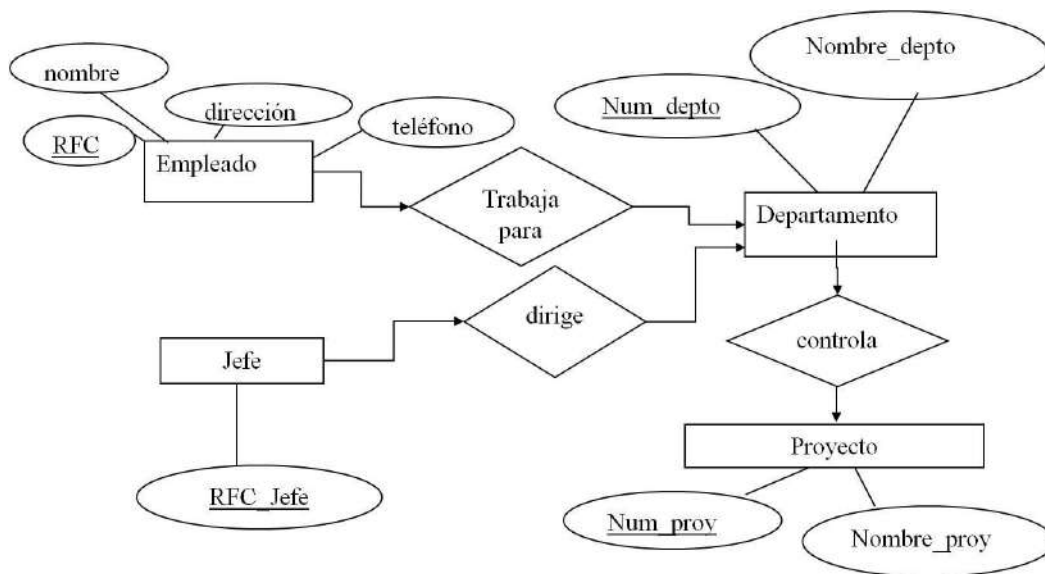 nombre
dirección
teléfono
RFC
Empleado
Nombre_depto
Num_depto
Trabaja
para
Departamento
dirige
controla
Jefe
RFC_Jefe
Proyecto
Num_proy
Nombre_proy